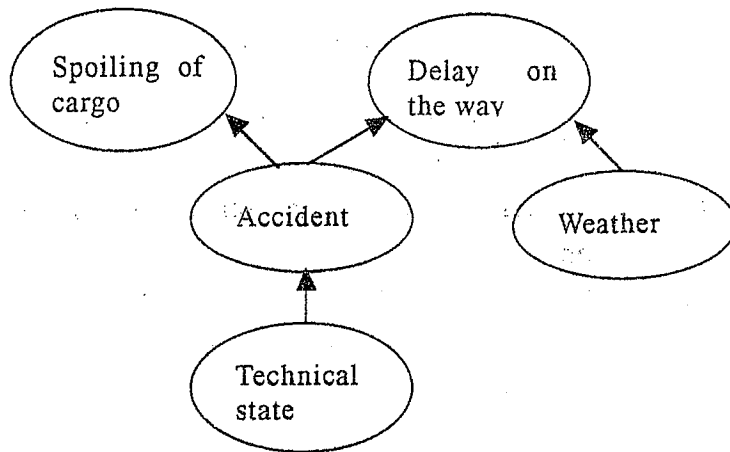 Spoiling of
cargo
Delay on
the way
Accident
Weather
Technical
state